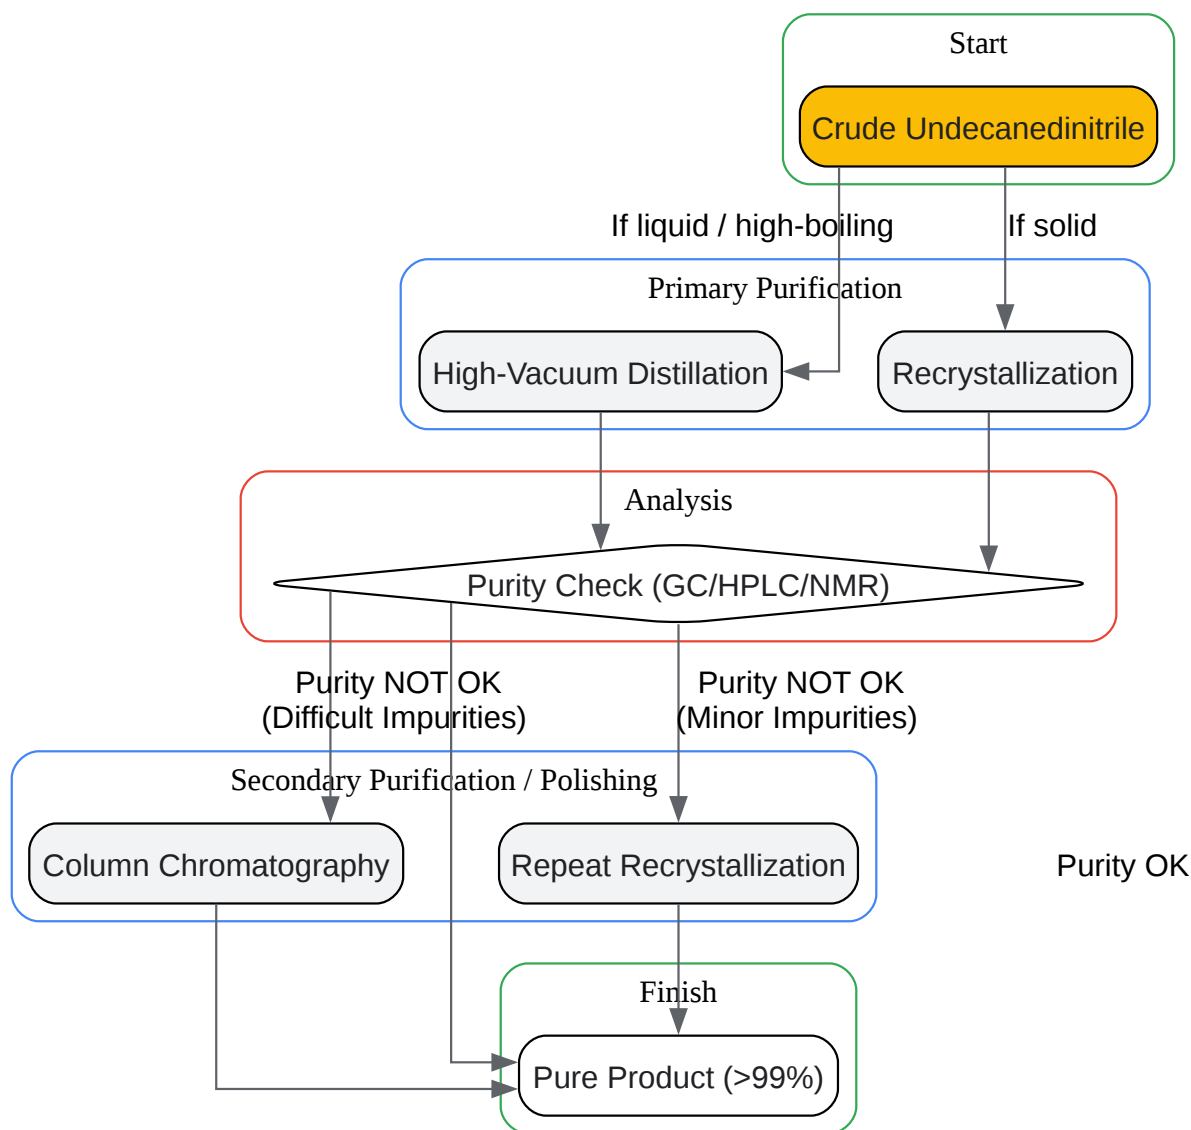 Start
Crude Undecanedinitrile
If liquid / high-boiling
If solid
Primary Purification
High-Vacuum Distillation
Recrystallization
Analysis
Purity Check (GC/HPLC/NMR)
Purity NOT OK
(Difficult Impurities)
Purity NOT OK
(Minor Impurities)
Secondary Purification / Polishing
Column Chromatography
Repeat Recrystallization
Purity OK
Finish
Pure Product (>99%)